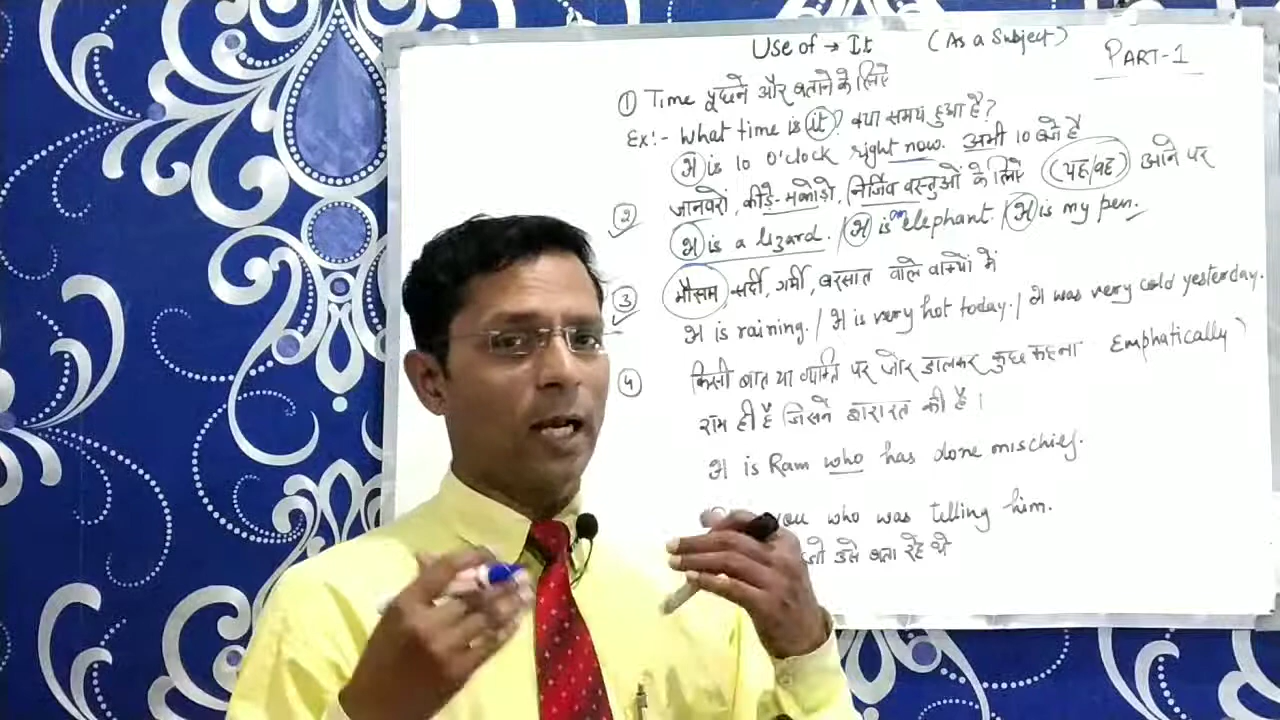 Use of → It (As a Subject)
PART-1
① Time पूछने और बताने के लिये
Ex:- What time is it? क्या समय हुआ है?
It is 10 O'clock right now. अभी 10 बजे है
② जानवरों, कीड़े-मकोड़ो, निर्जिव वस्तुओं के लिये (यह/वह) आने पर
It is a lizard. / It is an elephant. / It is my pen.
③ मौसम सर्दी, गर्मी, बरसात वाले वाक्यों में
It is raining. / It is very hot today. / It was very cold yesterday.
④ किसी बात या व्यक्ति पर जोर डालकर कुछ कहना Emphatically
राम ही है जिसने शरारत की है।
It is Ram who has done mischief.
you who was telling him.
जो उसे बता रहे थे